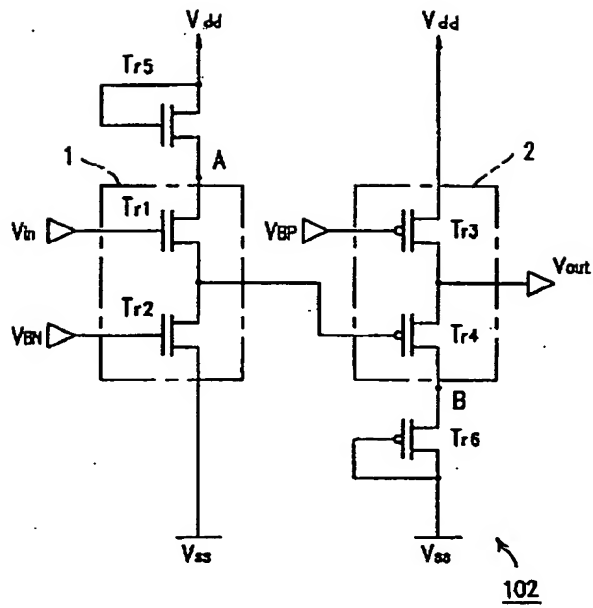 Vdd
Vdd
Tr5
1
A
2
Tr1
Vin
VBP
Tr3
Vout
Tr2
VBN
Tr4
B
Tr6
Vss
Vss
102